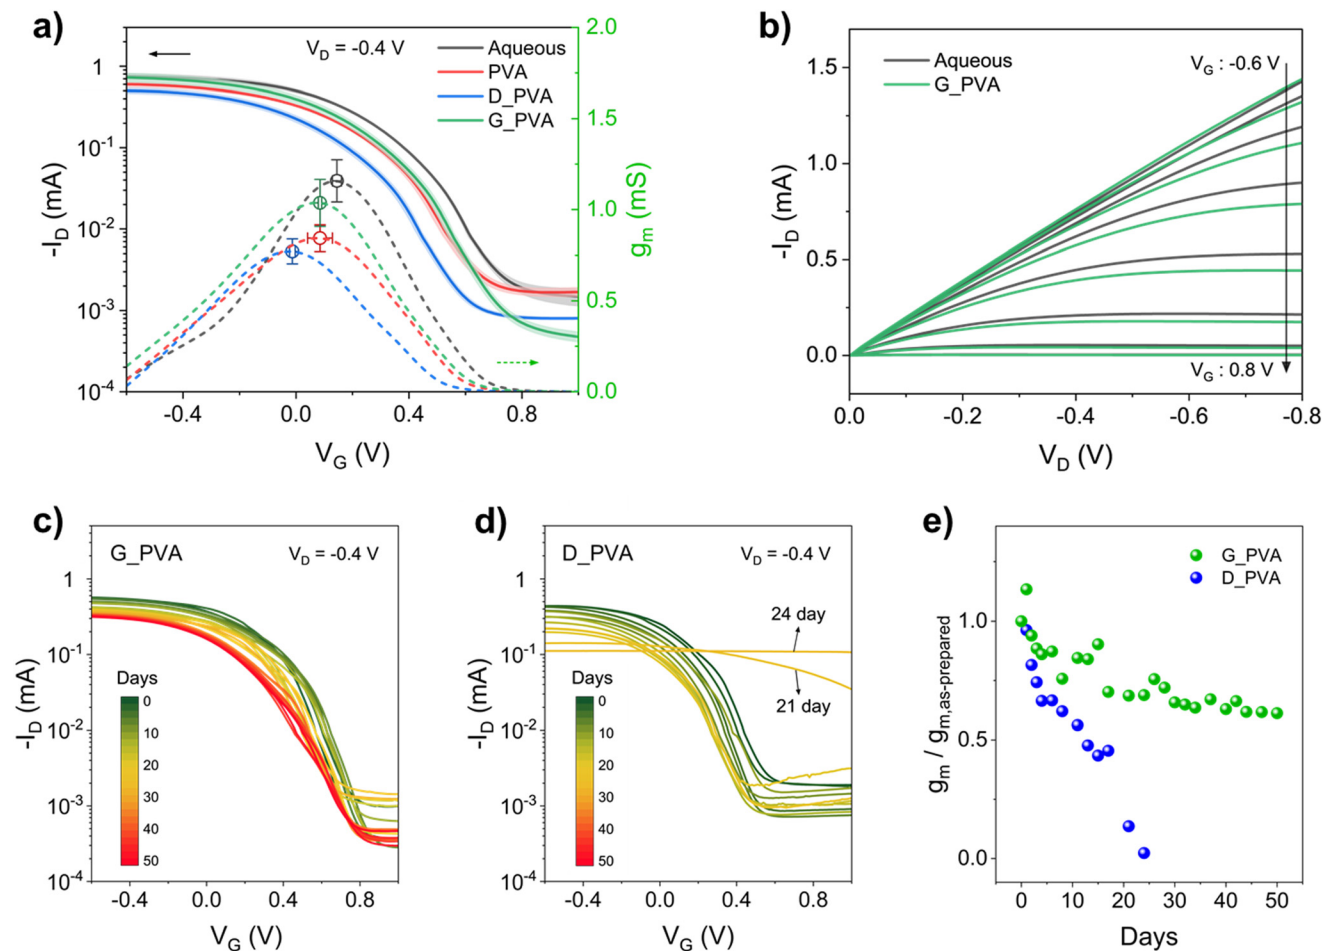 a)
V_D = -0.4 V
Aqueous
PVA
D_PVA
G_PVA
1
10^-1
10^-2
10^-3
10^-4
-I_D (mA)
2.0
1.5
1.0
0.5
0.0
g_m (mS)
-0.4 0.0 0.4 0.8
V_G (V)
b)
Aqueous
G_PVA
V_G : -0.6 V
V_G : 0.8 V
1.5
1.0
0.5
0.0
-I_D (mA)
0.0 -0.2 -0.4 -0.6 -0.8
V_D (V)
c)
G_PVA
V_D = -0.4 V
1
10^-1
10^-2
10^-3
10^-4
-I_D (mA)
Days
0
10
20
30
40
50
-0.4 0.0 0.4 0.8
V_G (V)
d)
D_PVA
V_D = -0.4 V
24 day
21 day
1
10^-1
10^-2
10^-3
10^-4
-I_D (mA)
Days
0
10
20
30
40
50
-0.4 0.0 0.4 0.8
V_G (V)
e)
G_PVA
D_PVA
1.0
0.5
0.0
g_m / g_m,as-prepared
0 10 20 30 40 50
Days